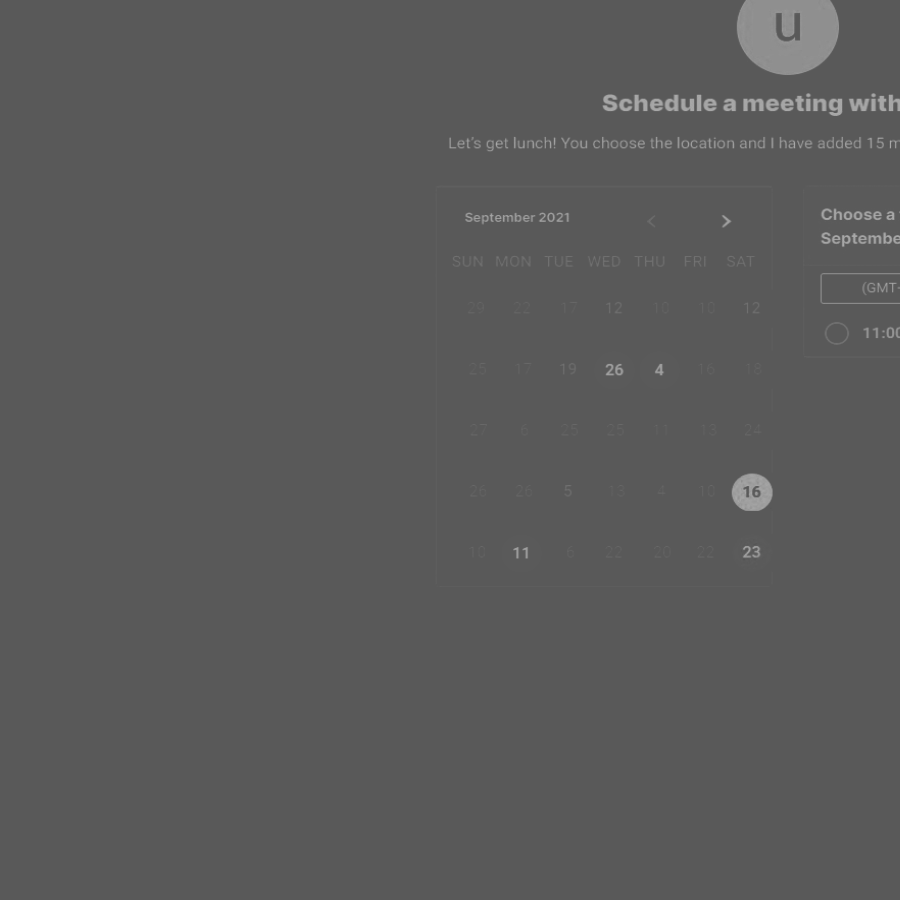 u
Schedule a meeting with
Let's get lunch! You choose the location and I have added 15 m
September 2021
SUN MON TUE WED THU FRI SAT
29 22 17 12 10 10 12
25 17 19 26 4 16 18
27 6 25 25 11 13 24
26 26 5 13 4 10 16
10 11 6 22 20 22 23
Choose a
Septembe
(GMT-
11:00